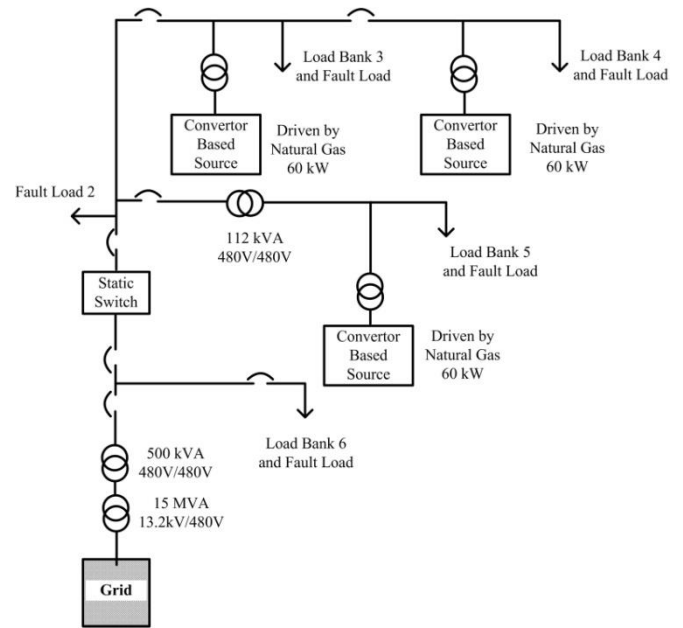 Load Bank 3
and Fault Load
Load Bank 4
and Fault Load
Convertor
Based
Source
Driven by
Natural Gas
60 kW
Convertor
Based
Source
Driven by
Natural Gas
60 kW
Fault Load 2
112 kVA
480V/480V
Load Bank 5
and Fault Load
Static
Switch
Convertor
Based
Source
Driven by
Natural Gas
60 kW
Load Bank 6
and Fault Load
500 kVA
480V/480V
15 MVA
13.2kV/480V
Grid